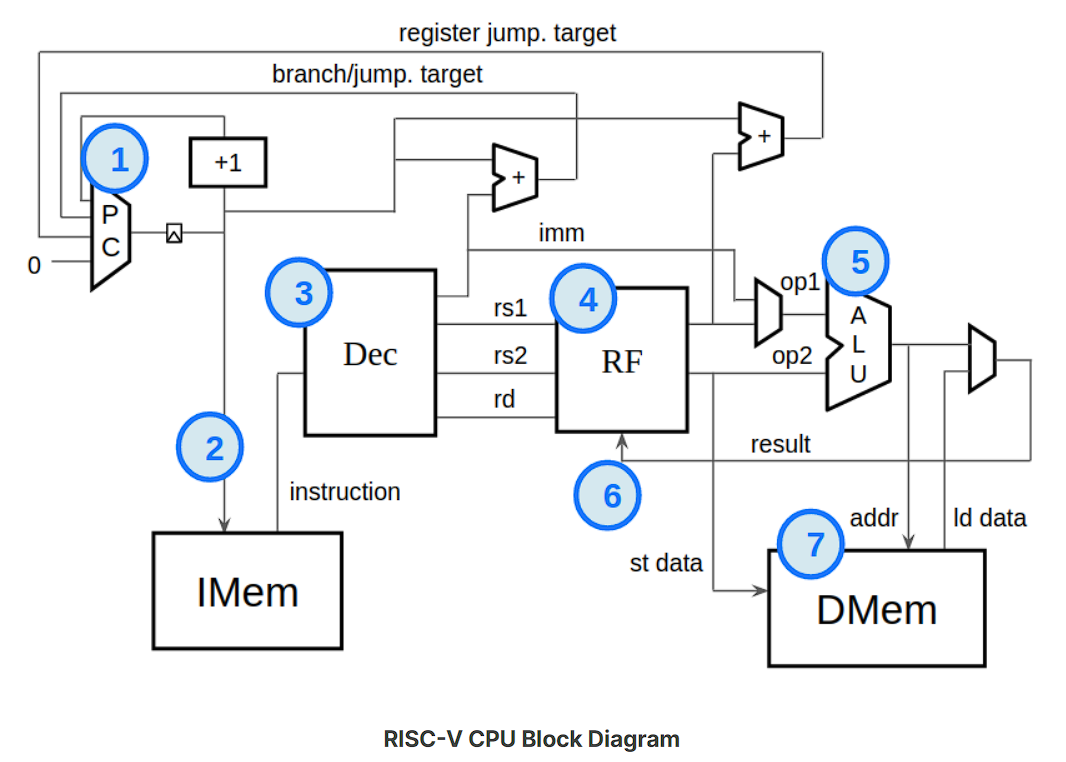 register jump. target
branch/jump. target
1
+1
+
+
P
C
0
imm
3
Dec
rs1
rs2
rd
4
RF
op1
op2
5
A
L
U
2
instruction
6
result
st data
7
addr
ld data
IMem
DMem
RISC-V CPU Block Diagram